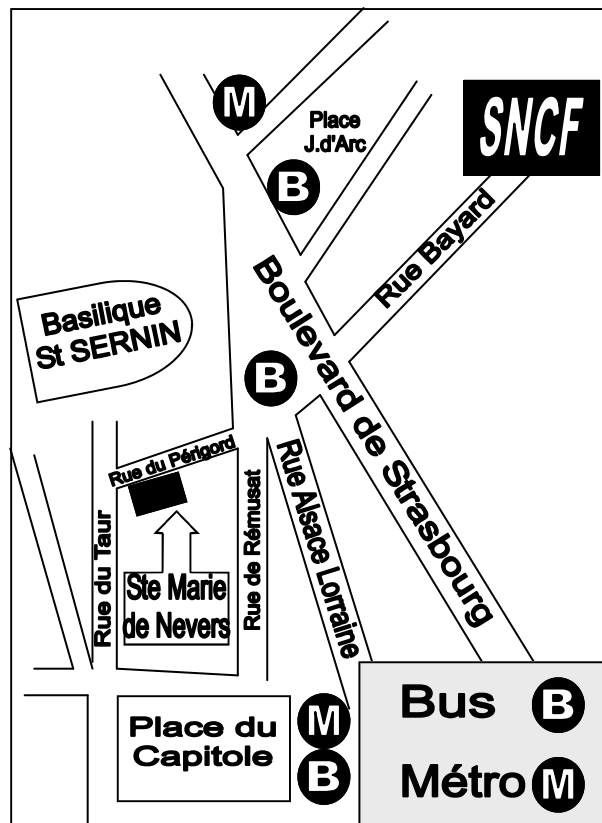 M
Place
J.d'Arc
SNCF
B
Rue Bayard
Boulevard de Strasbourg
Basilique
St SERNIN
B
Rue du Périgord
Rue Alsace Lorraine
Rue de Rémusat
Rue du Taur
Ste Marie
de Nevers
Place du
Capitole
M
B
Bus B
Métro M